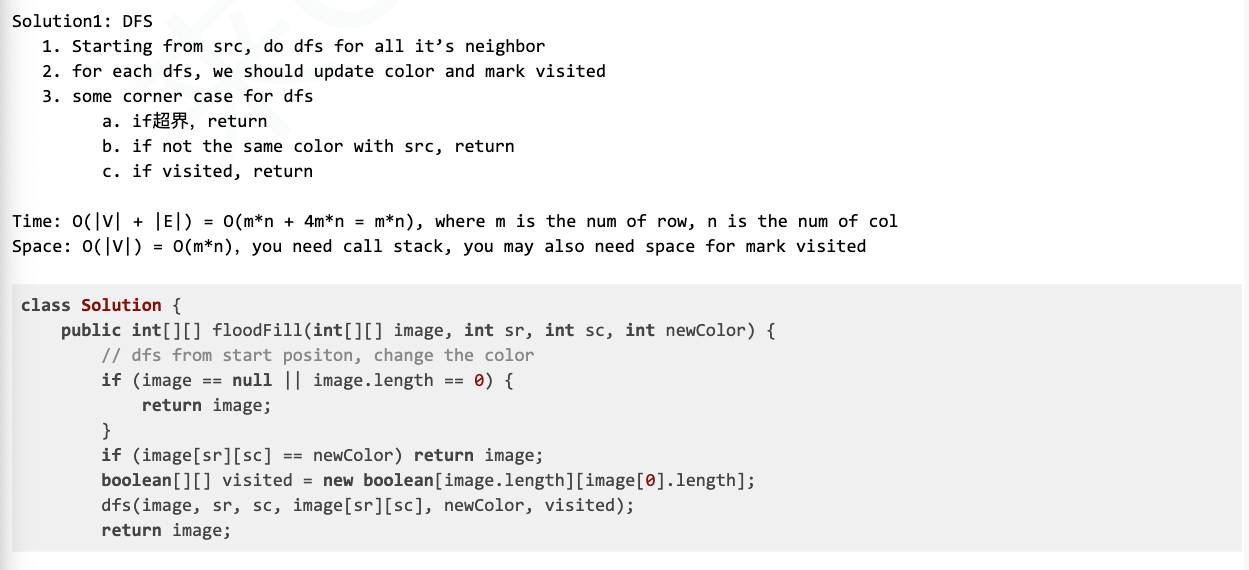 Solution1: DFS
1. Starting from src, do dfs for all it’s neighbor
2. for each dfs, we should update color and mark visited
3. some corner case for dfs
a. if超界, return
b. if not the same color with src, return
c. if visited, return
Time: O(|V| + |E|) = O(m*n + 4m*n = m*n), where m is the num of row, n is the num of col
Space: O(|V|) = O(m*n), you need call stack, you may also need space for mark visited
class Solution {
public int[][] floodFill(int[][] image, int sr, int sc, int newColor) {
// dfs from start positon, change the color
if (image == null || image.length == 0) {
return image;
}
if (image[sr][sc] == newColor) return image;
boolean[][] visited = new boolean[image.length][image[0].length];
dfs(image, sr, sc, image[sr][sc], newColor, visited);
return image;